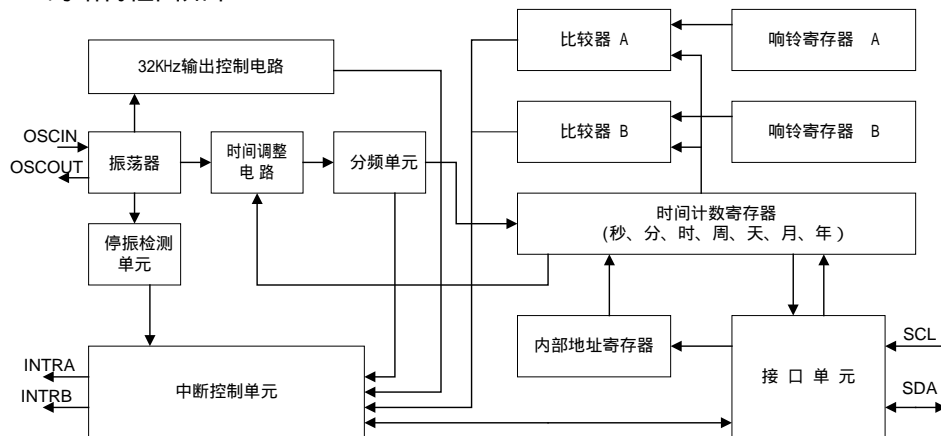 比较器 A
响铃寄存器 A
32KHz输出控制电路
比较器 B
响铃寄存器 B
OSCIN
OSCOUT
振荡器
时间调整
电 路
分频单元
时间计数寄存器
(秒、分、时、周、天、月、年 )
停振检测
单元
内部地址寄存器
接 口 单 元
SCL
SDA
INTRA
INTRB
中断控制单元